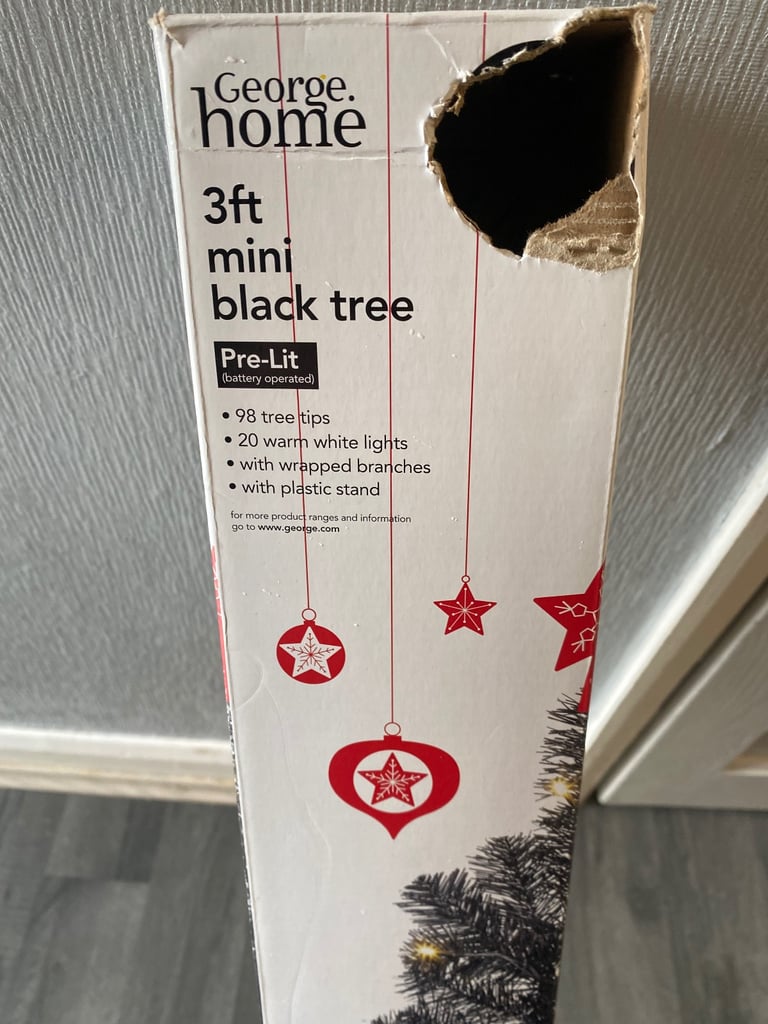 George.
home
3ft
mini
black tree
Pre-Lit
(battery operated)
• 98 tree tips
• 20 warm white lights
• with wrapped branches
• with plastic stand
for more product ranges and information
go to www.george.com